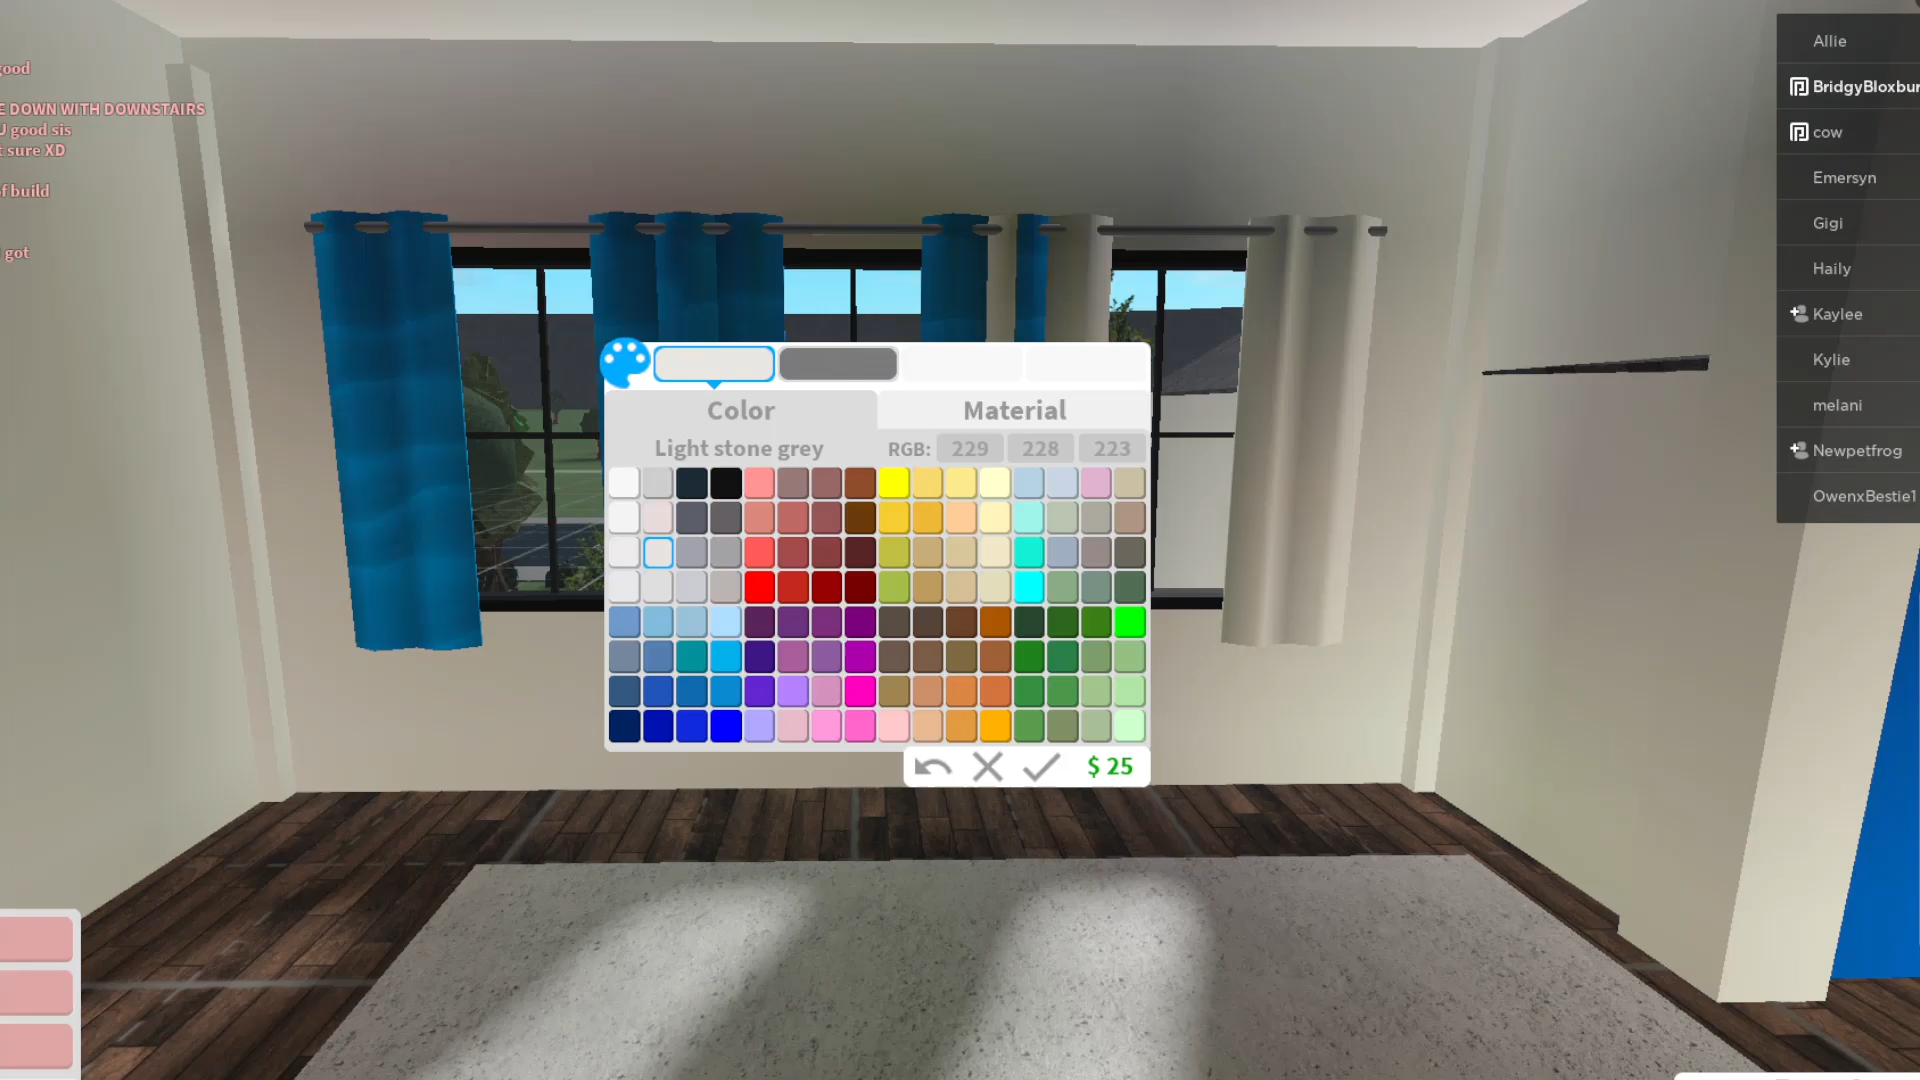 good
E DOWN WITH DOWNSTAIRS
U good sis
t sure XD
of build
got
Color
Material
Light stone grey
RGB: 229 228 223
$ 25
Allie
BridgyBloxbur
cow
Emersyn
Gigi
Haily
Kaylee
Kylie
melani
Newpetfrog
OwenxBestie1